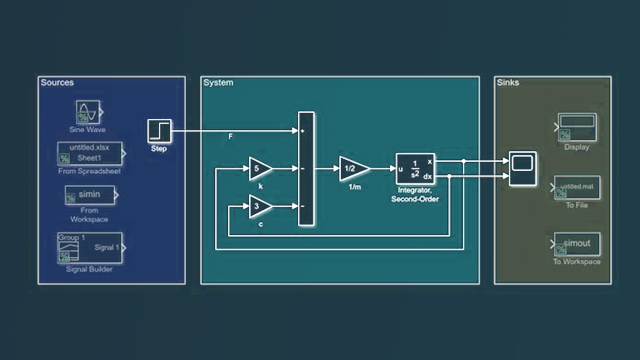 Sources
System
Sinks
Sine Wave
untitled.xlsx
Sheet1
From Spreadsheet
simin
From
Workspace
Group 1
Signal 1
Signal Builder
Step
F
+
-
-
5
k
3
c
1/2
1/m
u
1
s²
x
dx
Integrator,
Second-Order
Display
untitled.mat
To File
simout
To Workspace